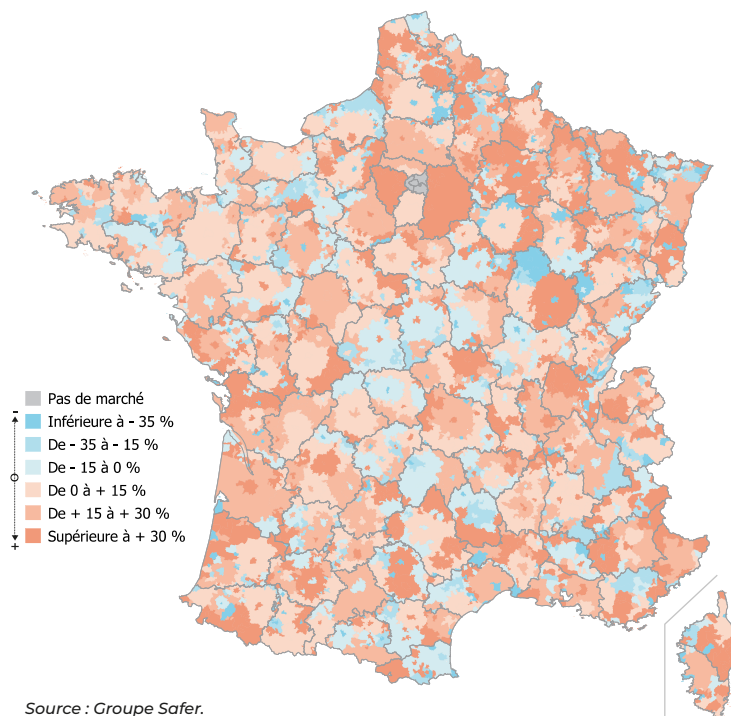 Pas de marché
-
Inférieure à - 35 %
De - 35 à - 15 %
De - 15 à 0 %
0
De 0 à + 15 %
De + 15 à + 30 %
Supérieure à + 30 %
+
Source : Groupe Safer.